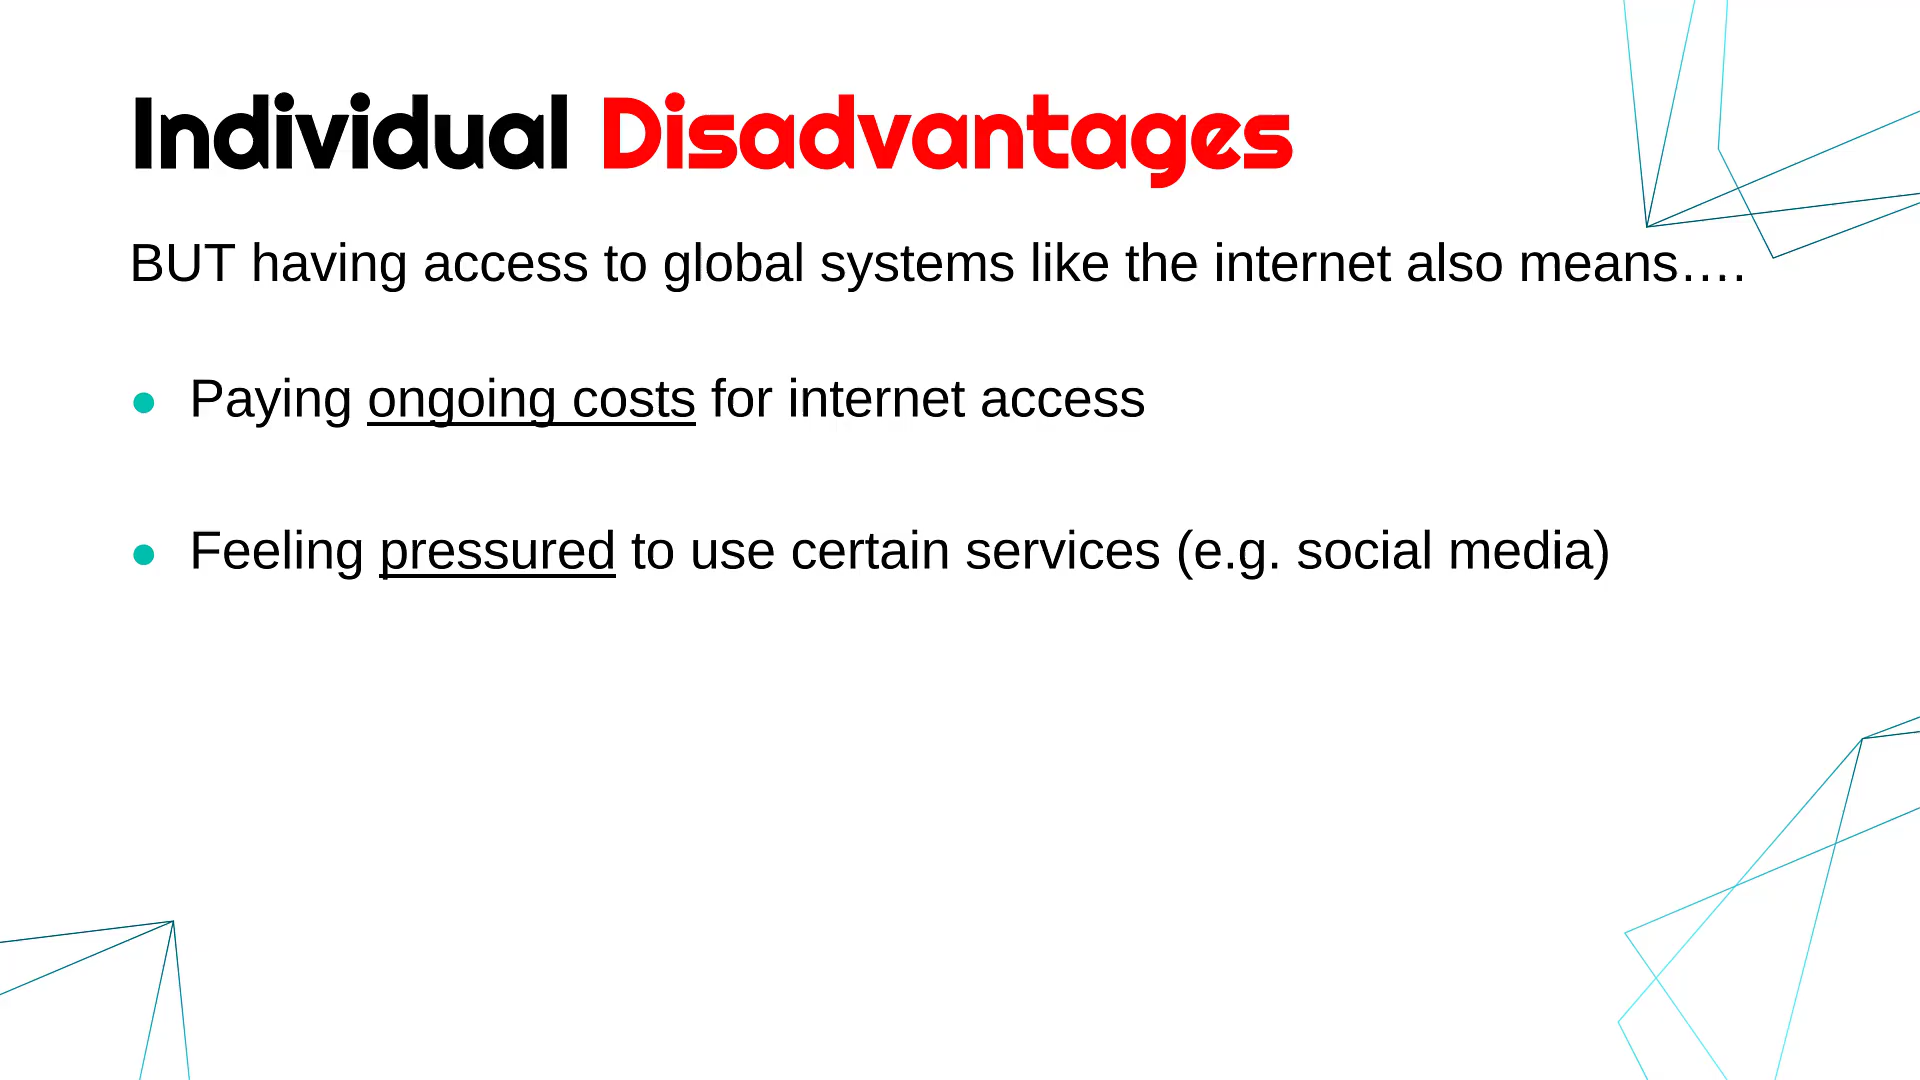 Individual Disadvantages
BUT having access to global systems like the internet also means….
● Paying ongoing costs for internet access
● Feeling pressured to use certain services (e.g. social media)